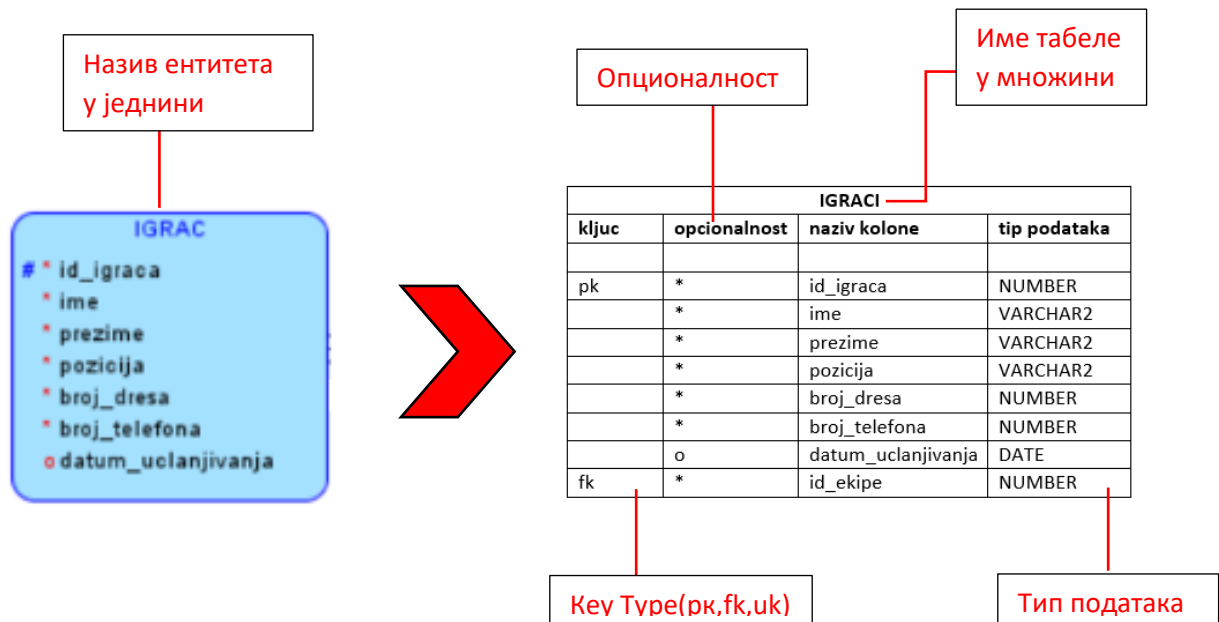 Назив ентитета
у једнини
Опционалност
Име табеле
у множини
IGRAC
# * id_igraca
* ime
* prezime
* pozicija
* broj_dresa
* broj_telefona
o datum_uclanjivanja
IGRACI
kljuc opcionalnost naziv kolone tip podataka
pk * id_igraca NUMBER
* ime VARCHAR2
* prezime VARCHAR2
* pozicija VARCHAR2
* broj_dresa NUMBER
* broj_telefona NUMBER
o datum_uclanjivanja DATE
fk * id_ekipe NUMBER
Key Type(рк,fk,uk)
Тип података